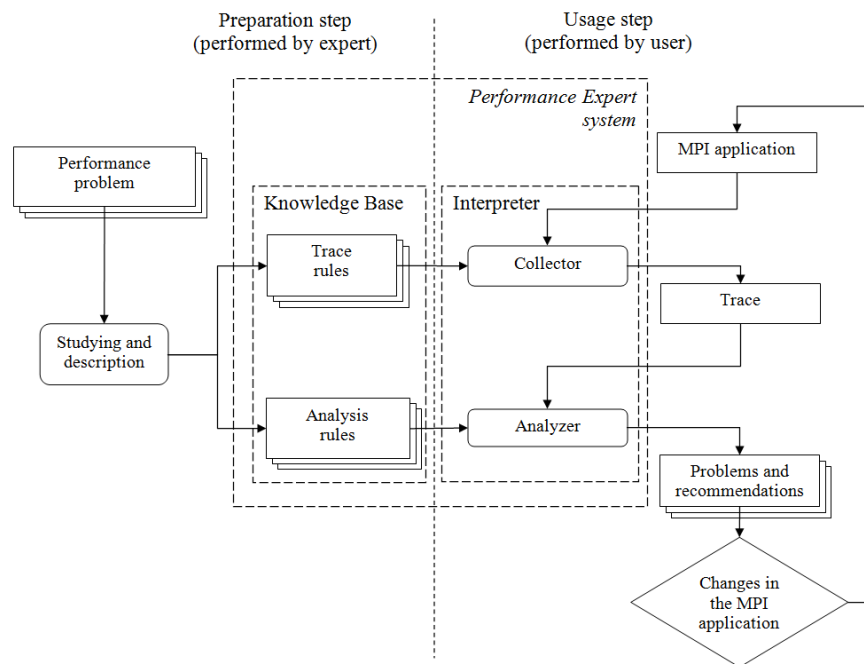 Preparation step
(performed by expert)
Usage step
(performed by user)
Performance Expert
system
MPI application
Performance
problem
Knowledge Base
Interpreter
Trace
rules
Collector
Trace
Studying and
description
Analysis
rules
Analyzer
Problems and
recommendations
Changes in
the MPI
application